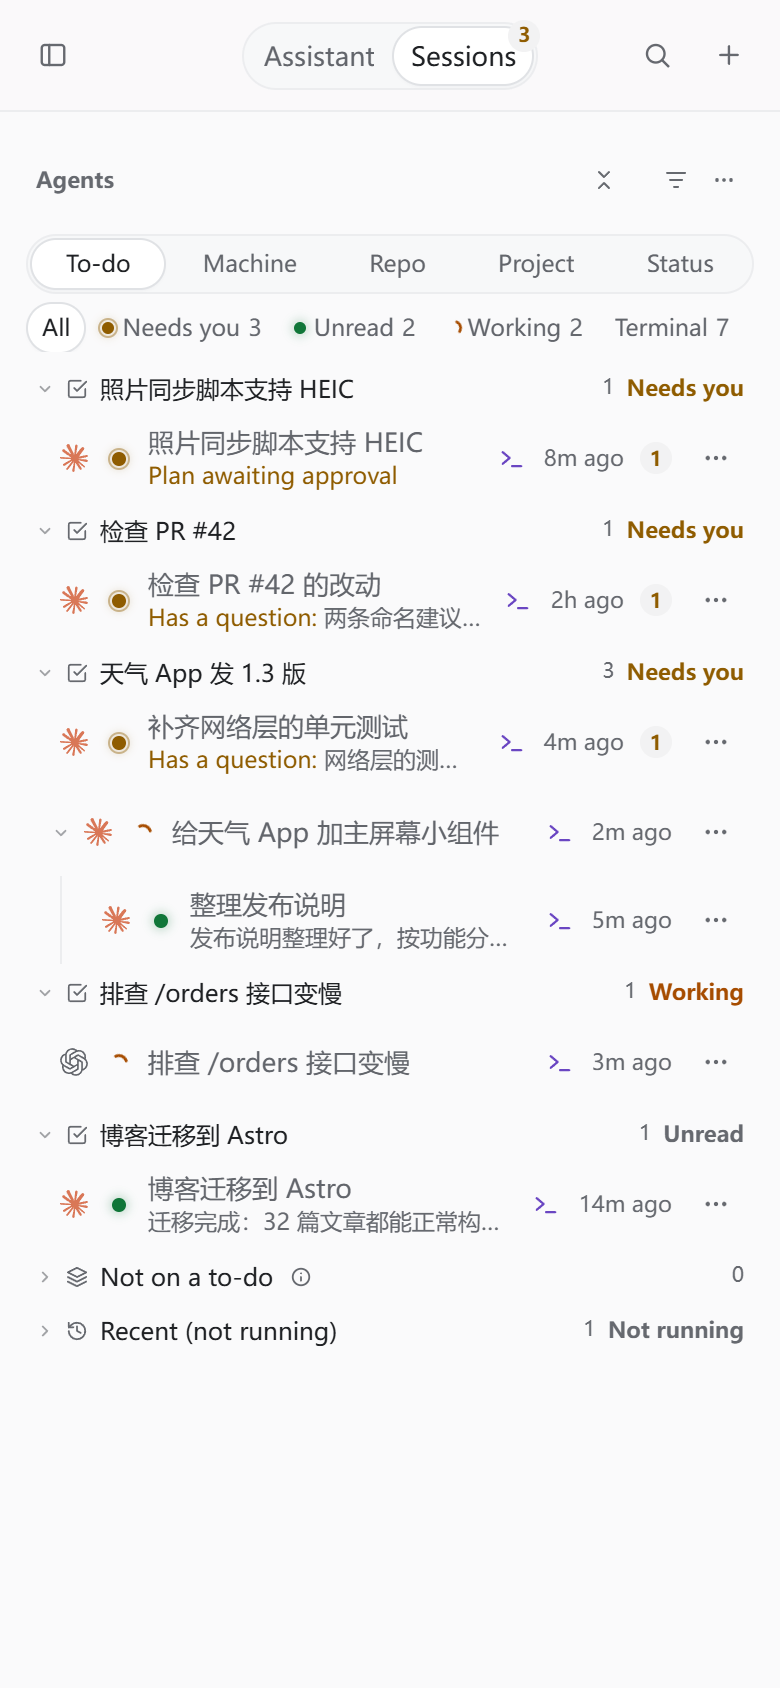 Assistant
Sessions
3
Agents
To-do
Machine
Repo
Project
Status
All
Needs you 3
Unread 2
Working 2
Terminal 7
照片同步脚本支持 HEIC
1 Needs you
照片同步脚本支持 HEIC
Plan awaiting approval
8m ago
1
检查 PR #42
1 Needs you
检查 PR #42 的改动
Has a question: 两条命名建议…
2h ago
1
天气 App 发 1.3 版
3 Needs you
补齐网络层的单元测试
Has a question: 网络层的测…
4m ago
1
给天气 App 加主屏幕小组件
2m ago
整理发布说明
发布说明整理好了，按功能分…
5m ago
排查 /orders 接口变慢
1 Working
排查 /orders 接口变慢
3m ago
博客迁移到 Astro
1 Unread
博客迁移到 Astro
迁移完成：32 篇文章都能正常构…
14m ago
Not on a to-do
0
Recent (not running)
1 Not running